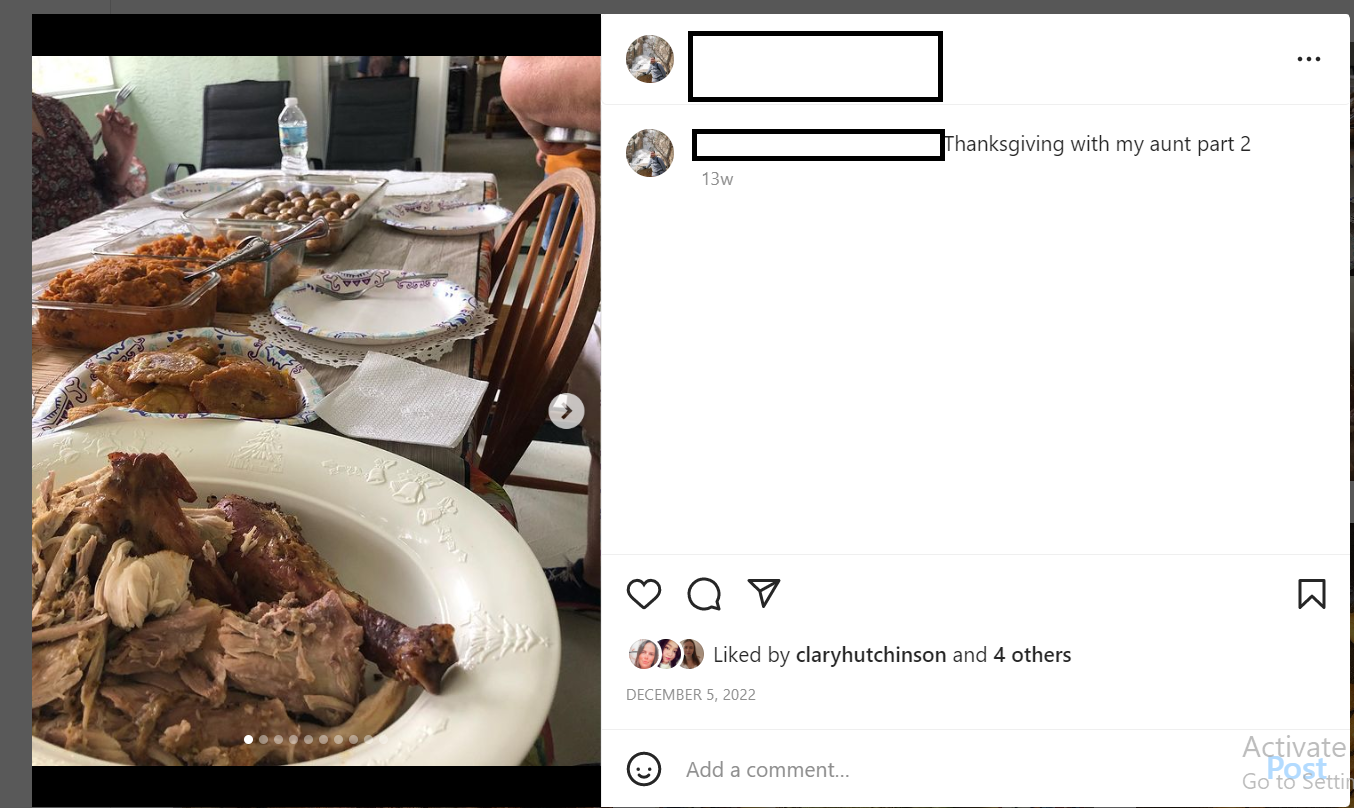 Thanksgiving with my aunt part 2
13w
Liked by claryhutchinson and 4 others
DECEMBER 5, 2022
Add a comment...
Post
Activate
Go to Settin